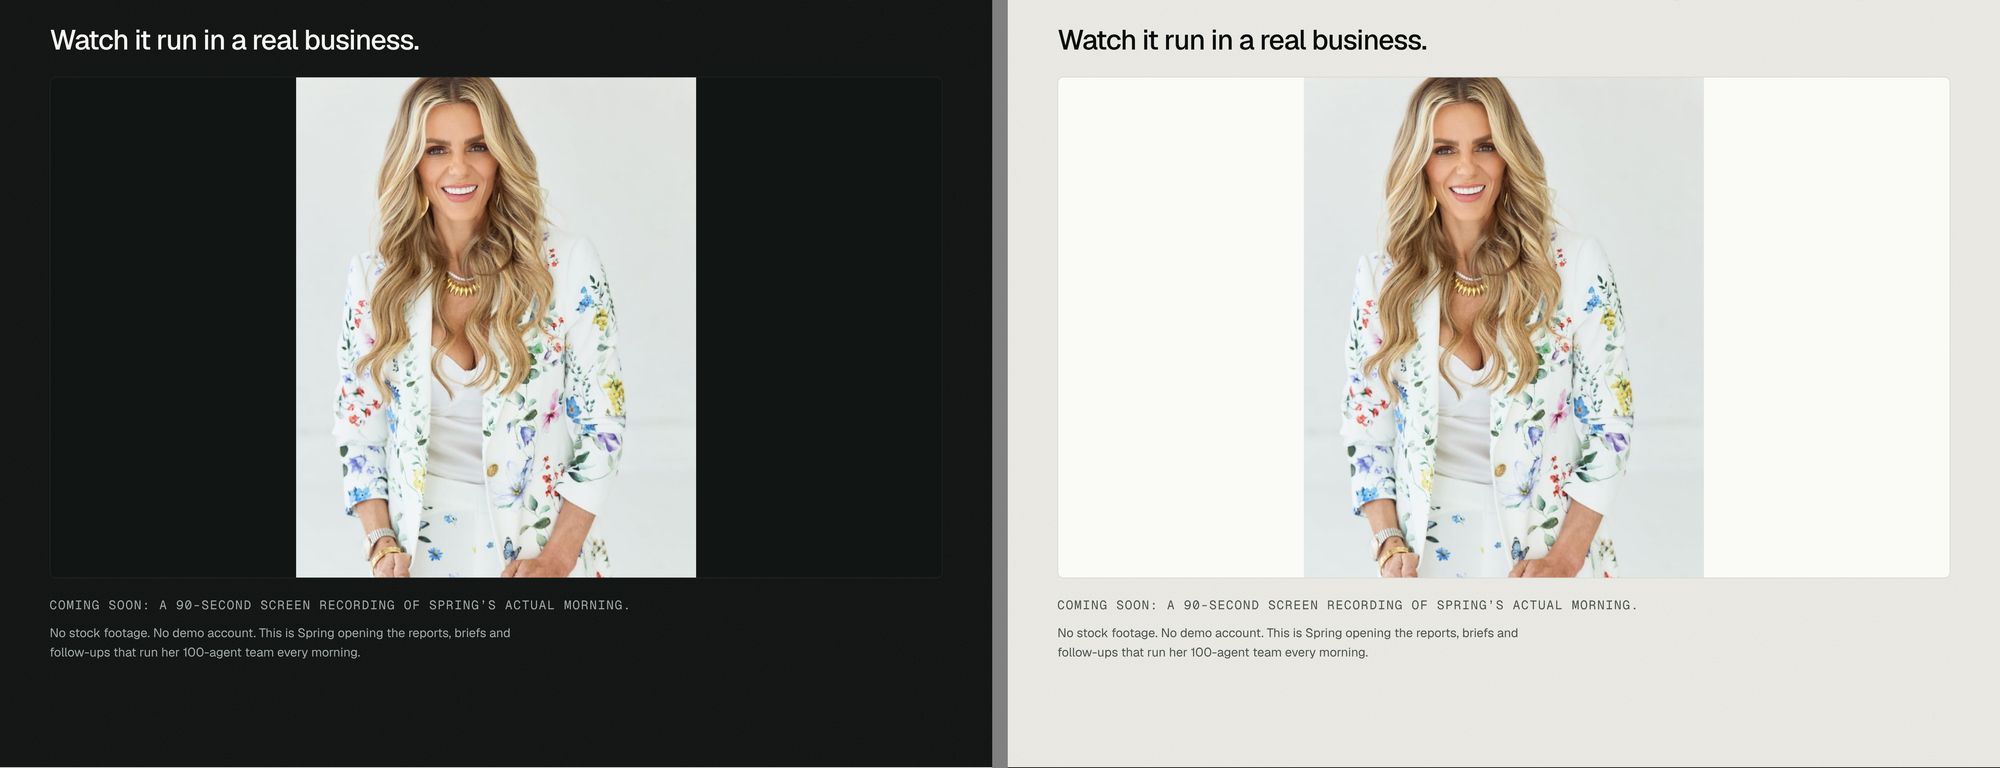 Watch it run in a real business.
COMING SOON: A 90-SECOND SCREEN RECORDING OF SPRING’S ACTUAL MORNING.
No stock footage. No demo account. This is Spring opening the reports, briefs and
follow-ups that run her 100-agent team every morning.
Watch it run in a real business.
COMING SOON: A 90-SECOND SCREEN RECORDING OF SPRING’S ACTUAL MORNING.
No stock footage. No demo account. This is Spring opening the reports, briefs and
follow-ups that run her 100-agent team every morning.